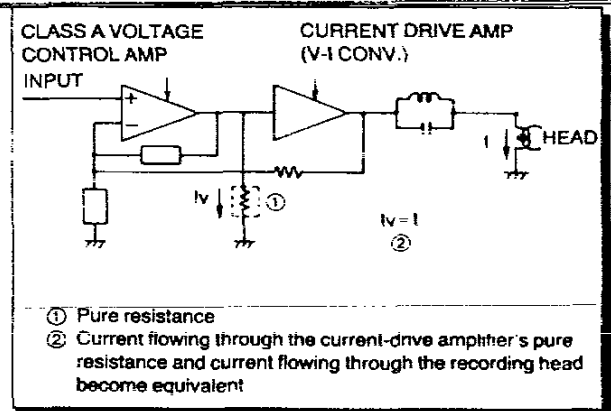 CLASS A VOLTAGE
CONTROL AMP
INPUT
CURRENT DRIVE AMP
(V-I CONV.)
+
−
I
HEAD
Iv
①
Iv = I
②
① Pure resistance
② Current flowing through the current-drive amplifier's pure
resistance and current flowing through the recording head
become equivalent